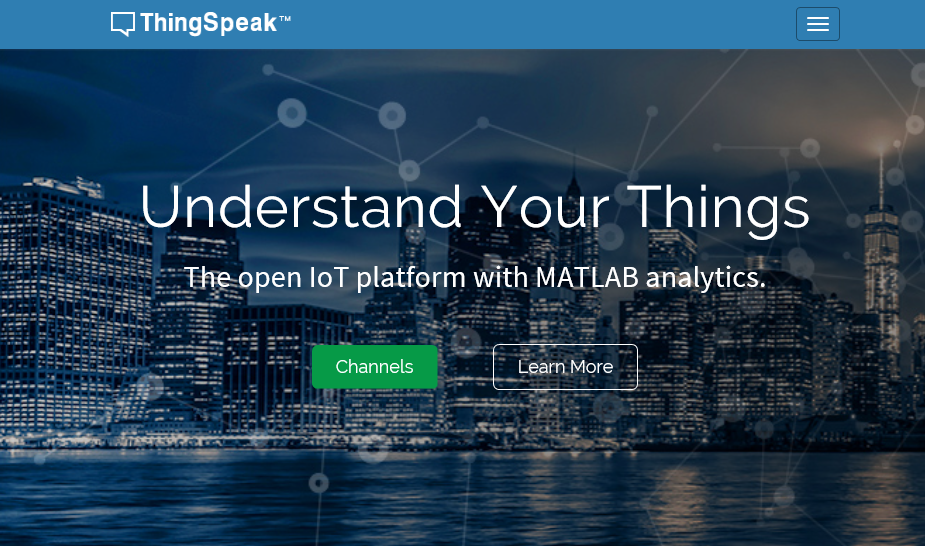 ThingSpeak™
Understand Your Things
The open IoT platform with MATLAB analytics.
Channels
Learn More